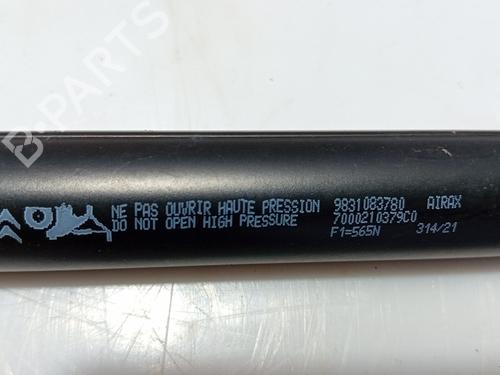 NE PAS OUVRIR HAUTE PRESSION 9831083780 AIRAX
DO NOT OPEN HIGH PRESSURE 7000210379C0
F1=565N 314/21
B-PARTS